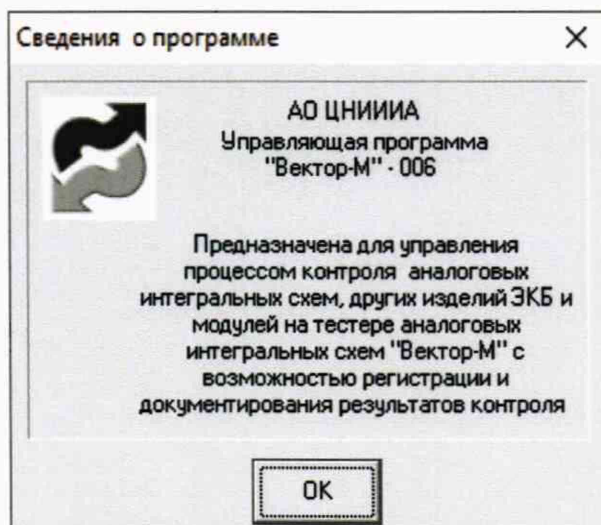 Сведения о программе
АО ЦНИИИА
Управляющая программа
"Вектор-М" - 006
Предназначена для управления
процессом контроля аналоговых
интегральных схем, других изделий ЭКБ и
модулей на тестере аналоговых
интегральных схем "Вектор-М" с
возможностью регистрации и
документирования результатов контроля
OK